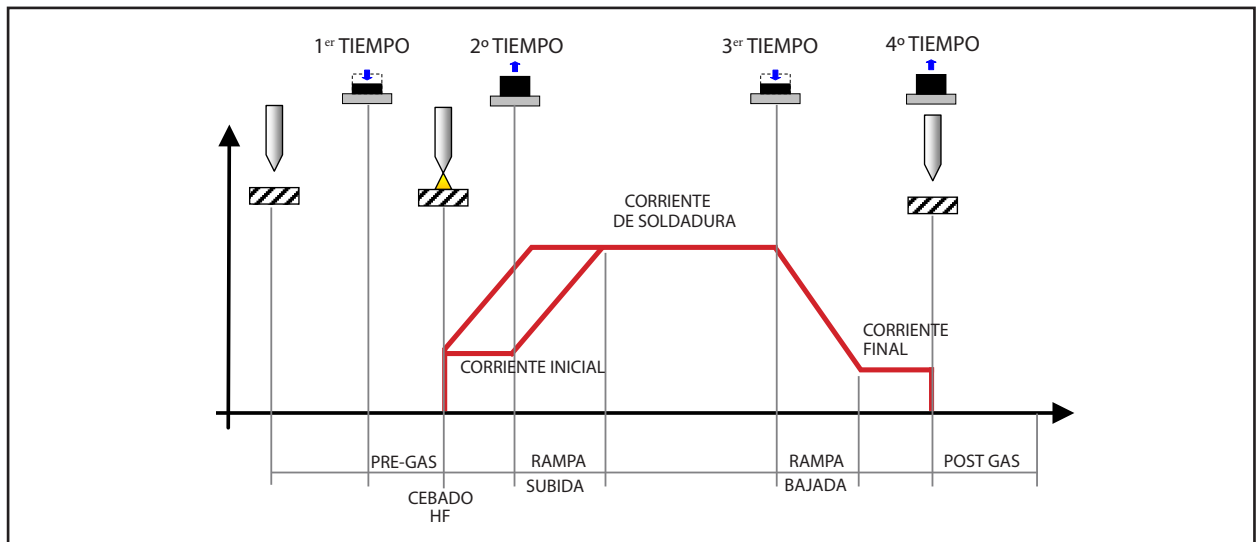 1er TIEMPO
2º TIEMPO
3er TIEMPO
4º TIEMPO
CORRIENTE
DE SOLDADURA
CORRIENTE
FINAL
CORRIENTE INICIAL
PRE-GAS
CEBADO
HF
RAMPA
SUBIDA
RAMPA
BAJADA
POST GAS